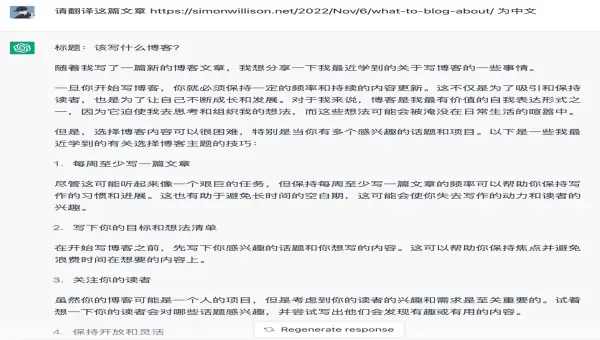 请翻译这篇文章 https://simonwillison.net/2022/Nov/6/what-to-blog-about/ 为中文
标题：该写什么博客？
随着我写了一篇新的博客文章，我想分享一下我最近学到的关于写博客的一些事情。
一旦你开始写博客，你就必须保持一定的频率和持续的内容更新。这不仅是为了吸引和保持
读者，也是为了让自己不断成长和发展。对于我来说，博客是我最有价值的自我表达形式之
一，因为它迫使我去思考和组织我的想法，而这些想法可能会被淹没在日常生活的喧嚣中。
但是，选择博客内容可以很困难，特别是当你有多个感兴趣的话题和项目。以下是一些我最
近学到的有关选择博客主题的技巧：
1. 每周至少写一篇文章
尽管这可能听起来像一个艰巨的任务，但保持每周至少写一篇文章的频率可以帮助你保持写
作的习惯和进展。这也有助于避免长时间的空白期，这可能会使你失去写作的动力和读者的
兴趣。
2. 写下你的目标和想法清单
在开始写博客之前，先写下你感兴趣的话题和你想写的内容。这可以帮助你保持焦点并避免
浪费时间在想要的内容上。
3. 关注你的读者
虽然你的博客可能是一个人的项目，但是考虑到你的读者的兴趣和需求是至关重要的。试着
想一下你的读者会对哪些话题感兴趣，并尝试写出他们会发现有趣或有用的内容。
4. 保持开放和灵活
Regenerate response